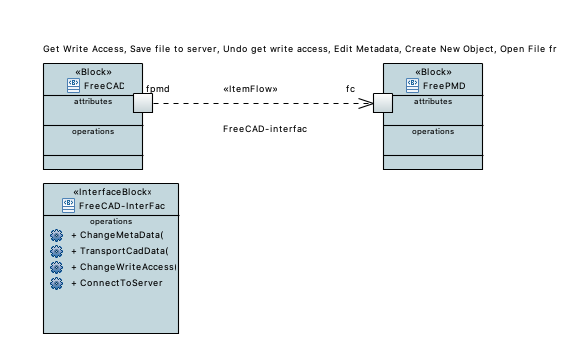 Get Write Access, Save file to server, Undo get write access, Edit Metadata, Create New Object, Open File fr
«Block»
FreeCAD
attributes
operations
fpmd
«ItemFlow»
fc
FreeCAD-interfac
«Block»
FreePMD
attributes
operations
«InterfaceBlock»
FreeCAD-InterFac
operations
+ ChangeMetaData(
+ TransportCadData(
+ ChangeWriteAccess(
+ ConnectToServer